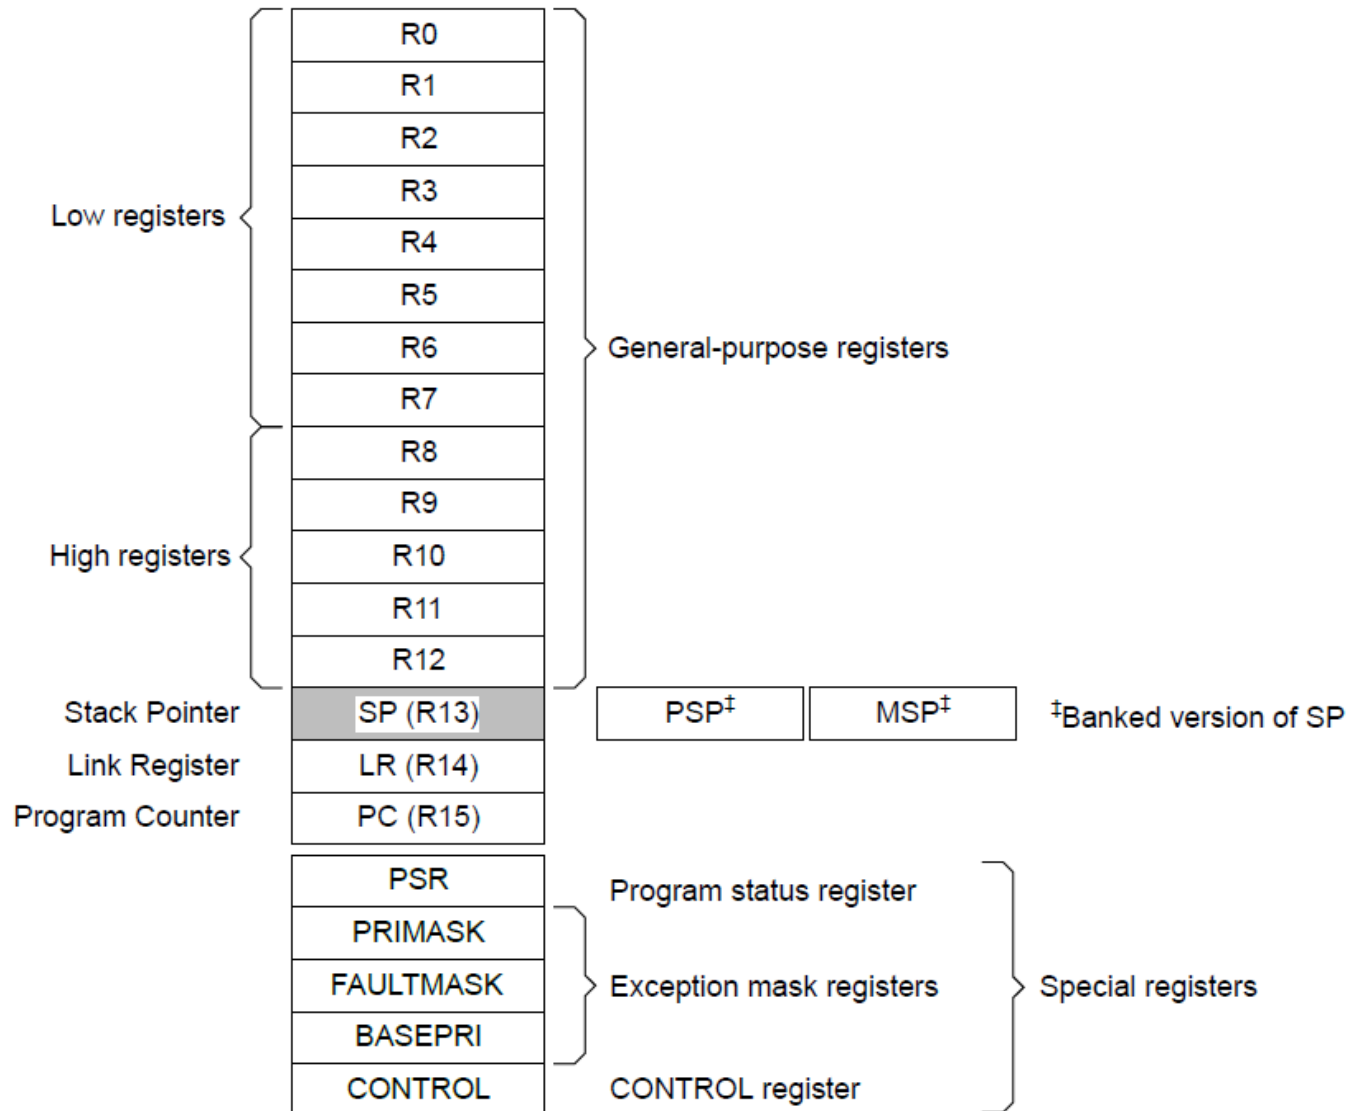 R0
R1
R2
R3
Low registers
R4
R5
R6
General-purpose registers
R7
R8
R9
High registers
R10
R11
R12
Stack Pointer SP (R13) PSP‡ MSP‡ ‡Banked version of SP
Link Register LR (R14)
Program Counter PC (R15)
PSR Program status register
PRIMASK
FAULTMASK Exception mask registers Special registers
BASEPRI
CONTROL CONTROL register